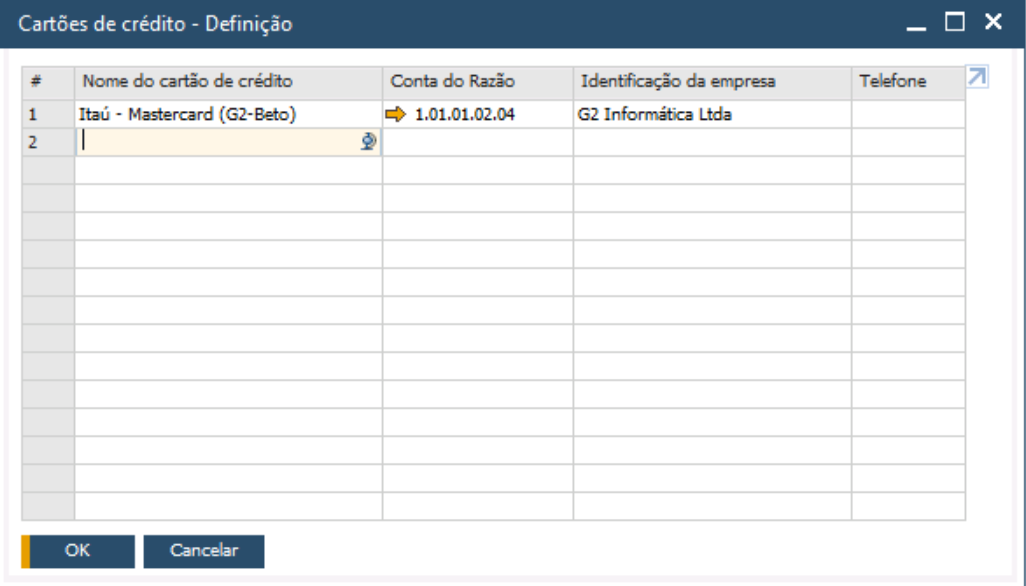 Cartões de crédito - Definição
# Nome do cartão de crédito Conta do Razão Identificação da empresa Telefone
1 Itaú - Mastercard (G2-Beto) 1.01.01.02.04 G2 Informática Ltda
2
OK Cancelar